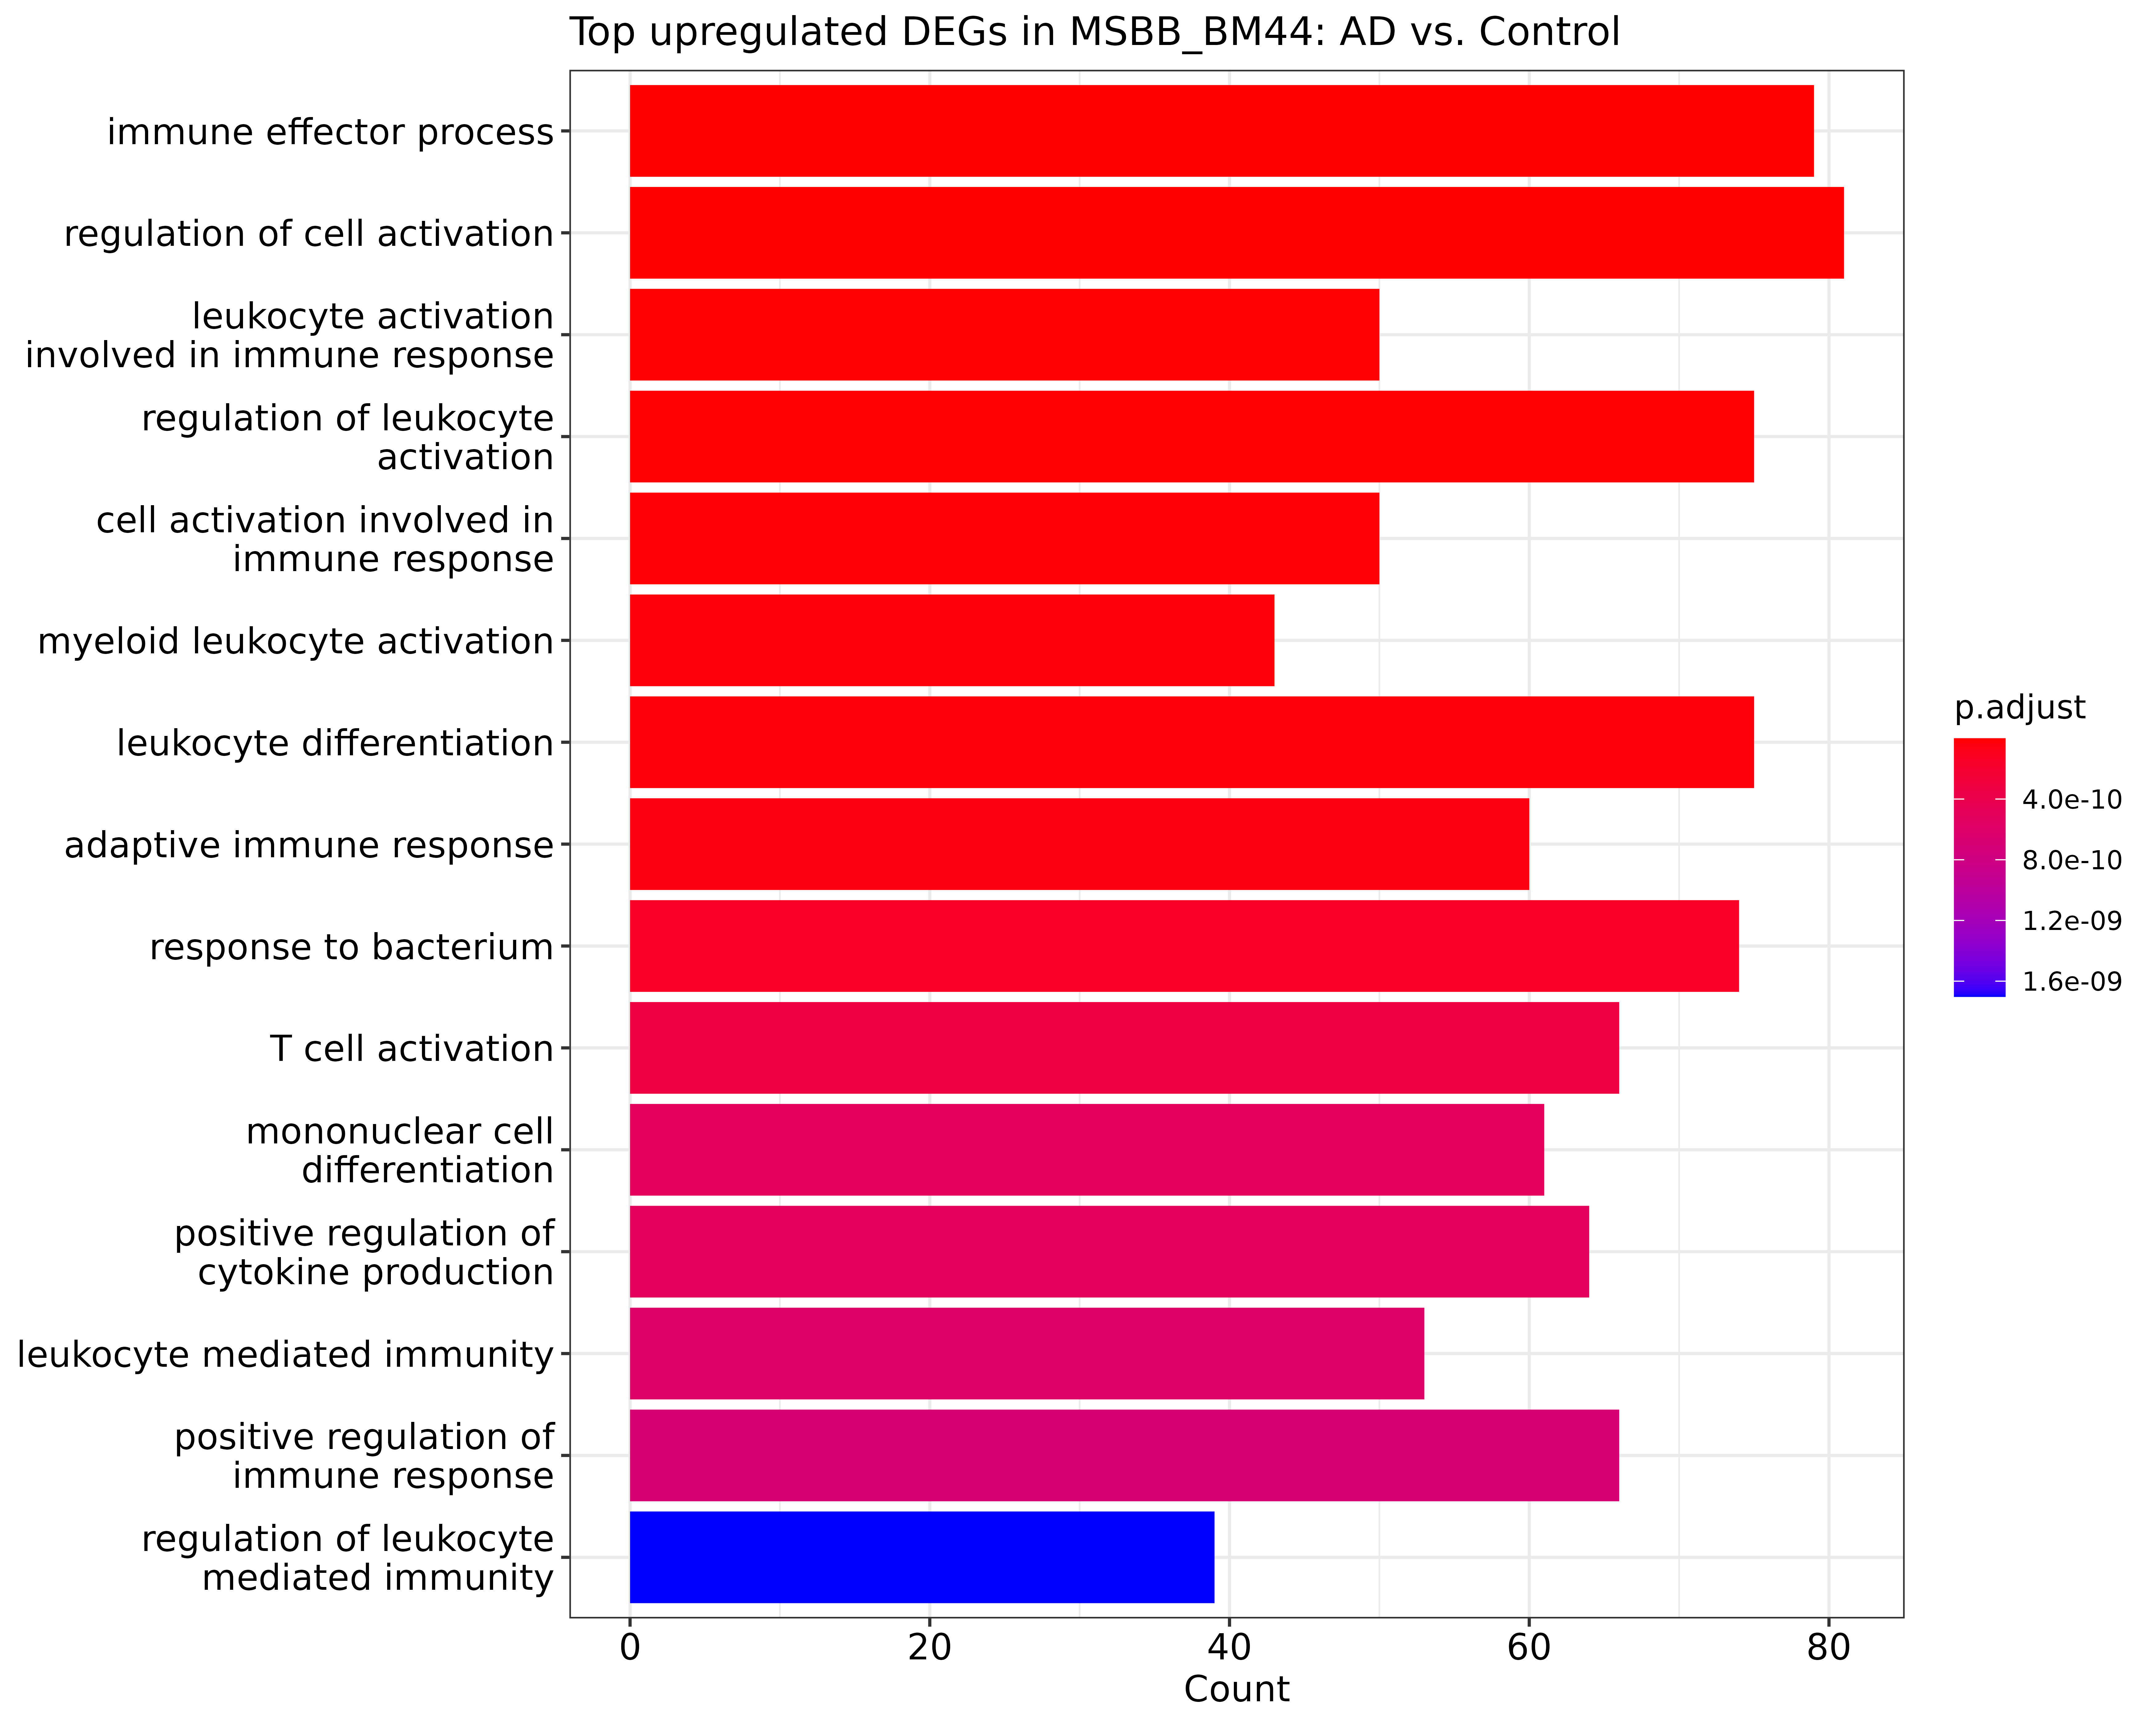 Top upregulated DEGs in MSBB_BM44: AD vs. Control
immune effector process
regulation of cell activation
leukocyte activation
involved in immune response
regulation of leukocyte
activation
cell activation involved in
immune response
myeloid leukocyte activation
leukocyte differentiation
adaptive immune response
response to bacterium
T cell activation
mononuclear cell
differentiation
positive regulation of
cytokine production
leukocyte mediated immunity
positive regulation of
immune response
regulation of leukocyte
mediated immunity
0 20 40 60 80
Count
p.adjust
4.0e-10
8.0e-10
1.2e-09
1.6e-09